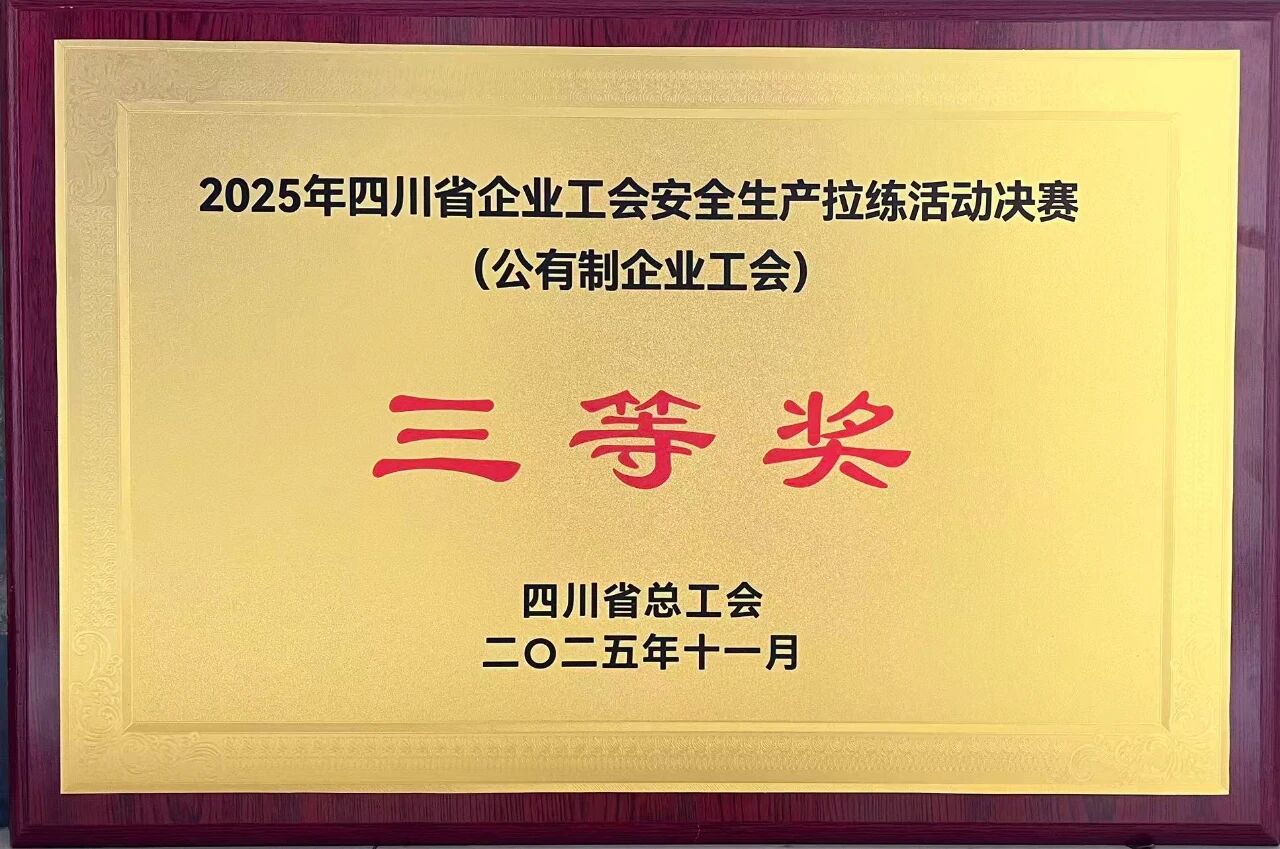 2025年四川省企业工会安全生产拉练活动决赛
（公有制企业工会）
三等奖
四川省总工会
二〇二五年十一月